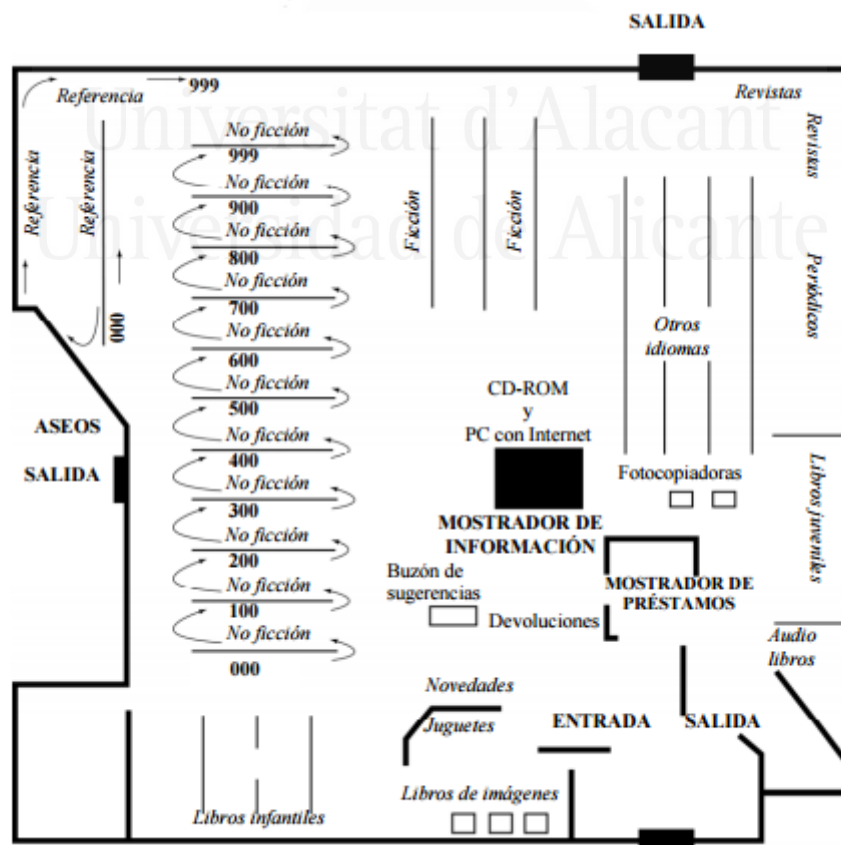 SALIDA
Referencia
999
Revistas
Universitat d'Alacant
Universidad de Alicante
Referencia
Referencia
000
No ficción
999
No ficción
900
No ficción
800
No ficción
700
No ficción
600
No ficción
500
No ficción
400
No ficción
300
No ficción
200
No ficción
100
No ficción
000
Ficción
Ficción
Revistas
Periódicos
Otros
idiomas
CD-ROM
y
PC con Internet
ASEOS
SALIDA
Fotocopiadoras
Libros juveniles
MOSTRADOR DE
INFORMACIÓN
Buzón de
sugerencias
Devoluciones
MOSTRADOR DE
PRÉSTAMOS
Audio
libros
Novedades
Juguetes
ENTRADA
SALIDA
Libros de imágenes
Libros infantiles